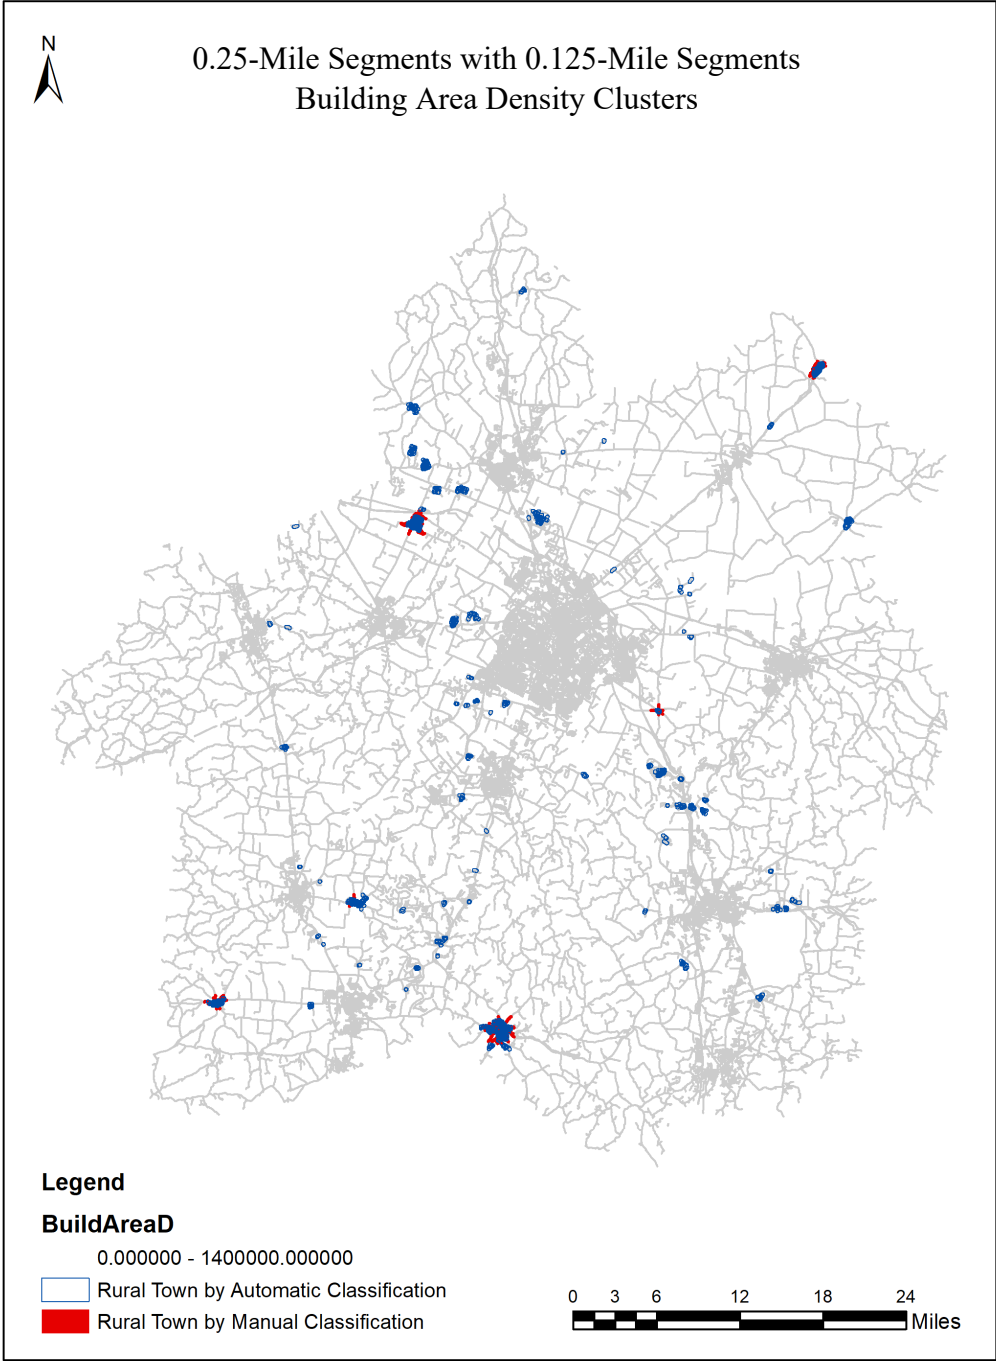 N
0.25-Mile Segments with 0.125-Mile Segments
Building Area Density Clusters
Legend
BuildAreaD
0.000000 - 1400000.000000
Rural Town by Automatic Classification
Rural Town by Manual Classification
0 3 6 12 18 24
Miles